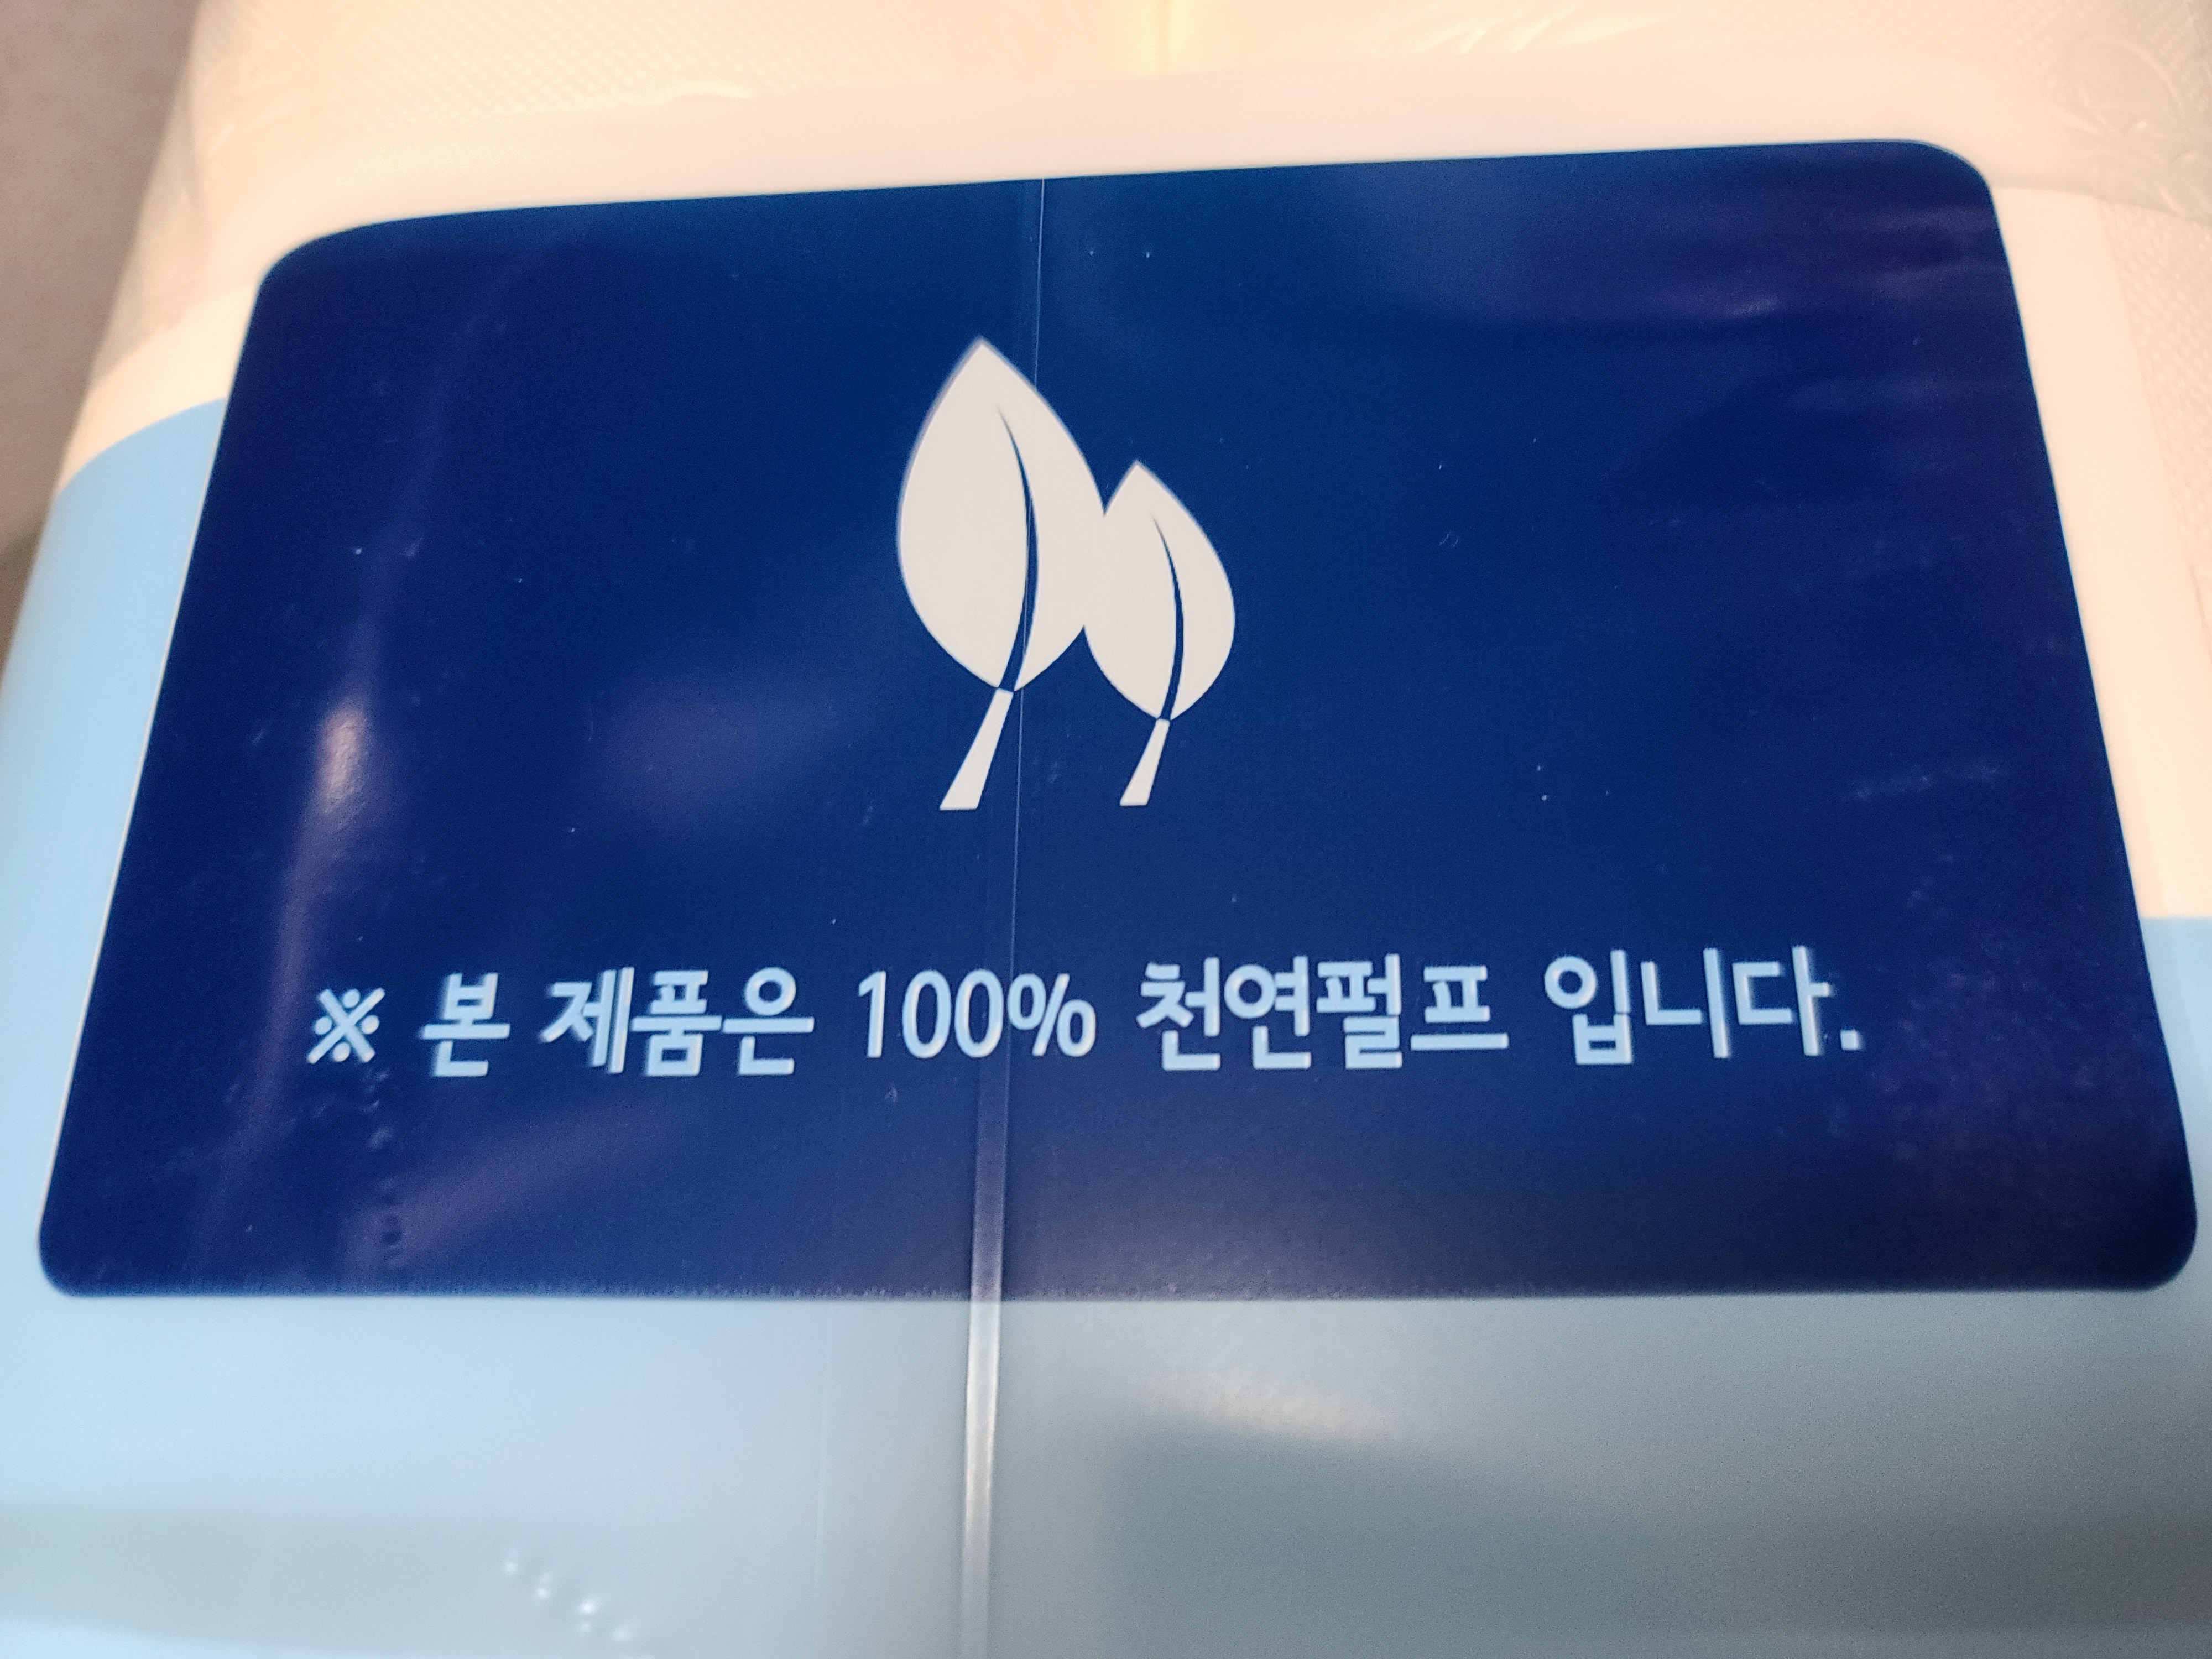 ※ 본 제품은 100% 천연펄프 입니다.